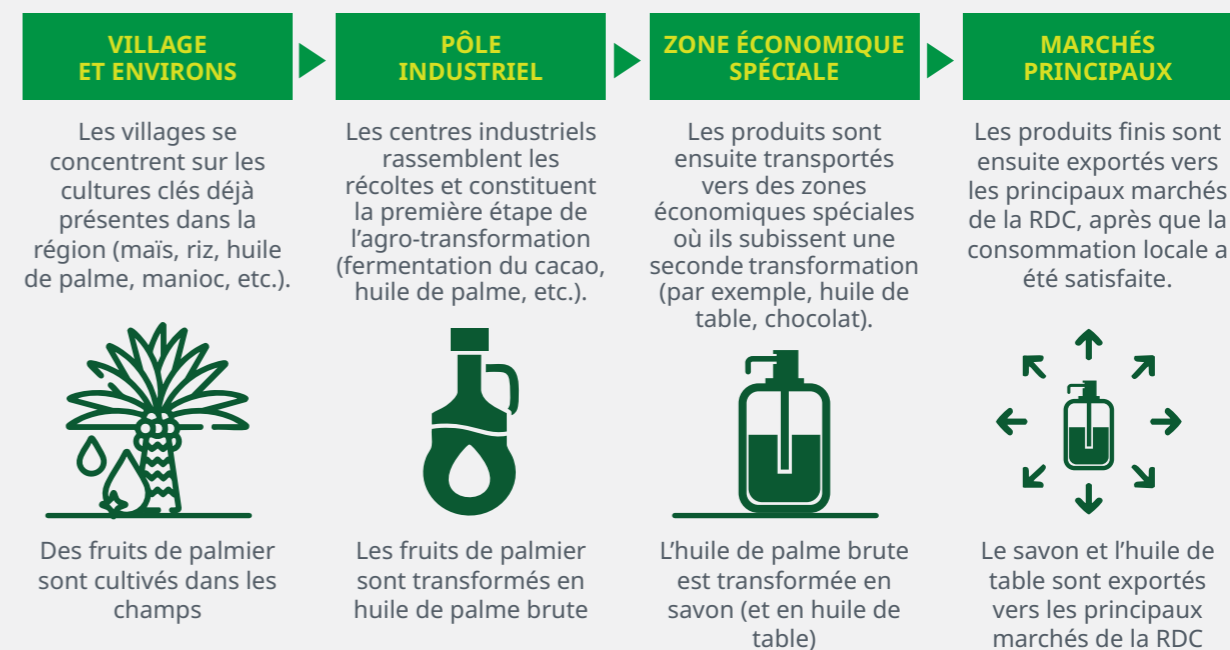 VILLAGE
ET ENVIRONS
Les villages se
concentrent sur les
cultures clés déjà
présentes dans la
région (maïs, riz, huile
de palme, manioc, etc.).
Des fruits de palmier
sont cultivés dans les
champs
PÔLE
INDUSTRIEL
Les centres industriels
rassemblent les
récoltes et constituent
la première étape de
l’agro-transformation
(fermentation du cacao,
huile de palme, etc.).
Les fruits de palmier
sont transformés en
huile de palme brute
ZONE ÉCONOMIQUE
SPÉCIALE
Les produits sont
ensuite transportés
vers des zones
économiques spéciales
où ils subissent une
seconde transformation
(par exemple, huile de
table, chocolat).
L’huile de palme brute
est transformée en
savon (et en huile de
table)
MARCHÉS
PRINCIPAUX
Les produits finis sont
ensuite exportés vers
les principaux marchés
de la RDC, après que la
consommation locale a
été satisfaite.
Le savon et l’huile de
table sont exportés
vers les principaux
marchés de la RDC